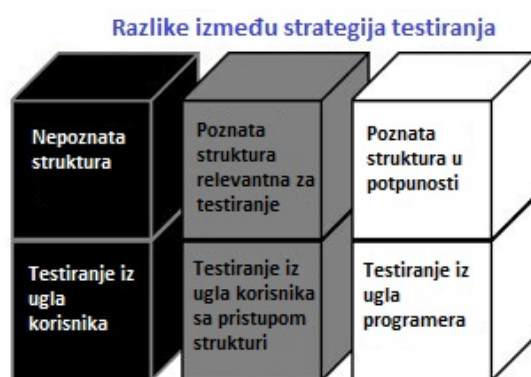 Razlike između strategija testiranja
Nepoznata
struktura
Poznata
struktura
relevantna za
testiranje
Poznata
struktura u
potpunosti
Testiranje iz
ugla
korisnika
Testiranje iz
ugla korisnika
sa pristupom
strukturi
Testiranje iz
ugla
programera